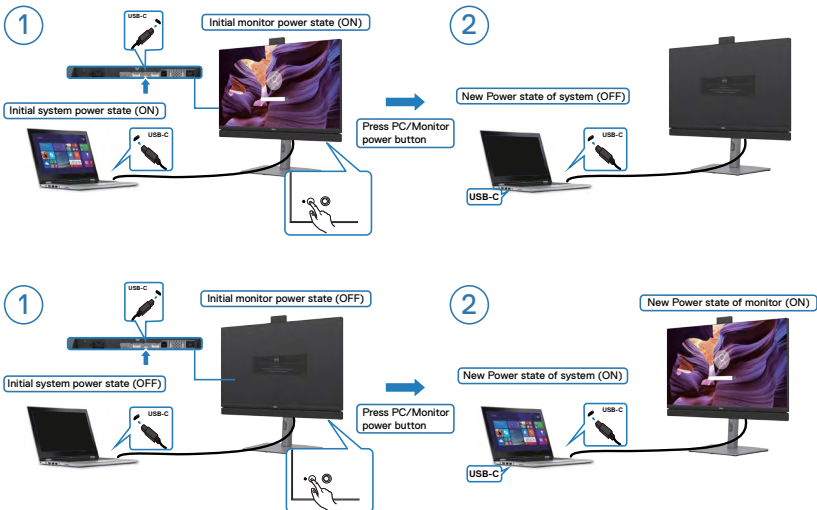 1
USB-C
Initial monitor power state (ON)
Initial system power state (ON)
USB-C
Press PC/Monitor
power button
2
New Power state of system (OFF)
USB-C
USB-C
1
USB-C
Initial monitor power state (OFF)
Initial system power state (OFF)
USB-C
Press PC/Monitor
power button
2
New Power state of monitor (ON)
New Power state of system (ON)
USB-C
USB-C